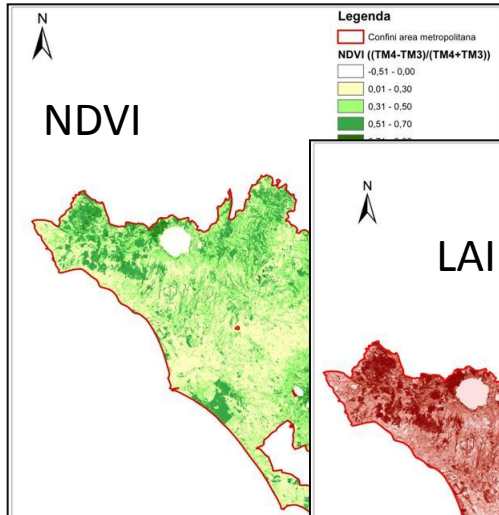 N
Legenda
Confini area metropolitana
NDVI ((TM4-TM3)/(TM4+TM3))
-0,51 - 0,00
0,01 - 0,30
0,31 - 0,50
0,51 - 0,70
NDVI
N
LAI